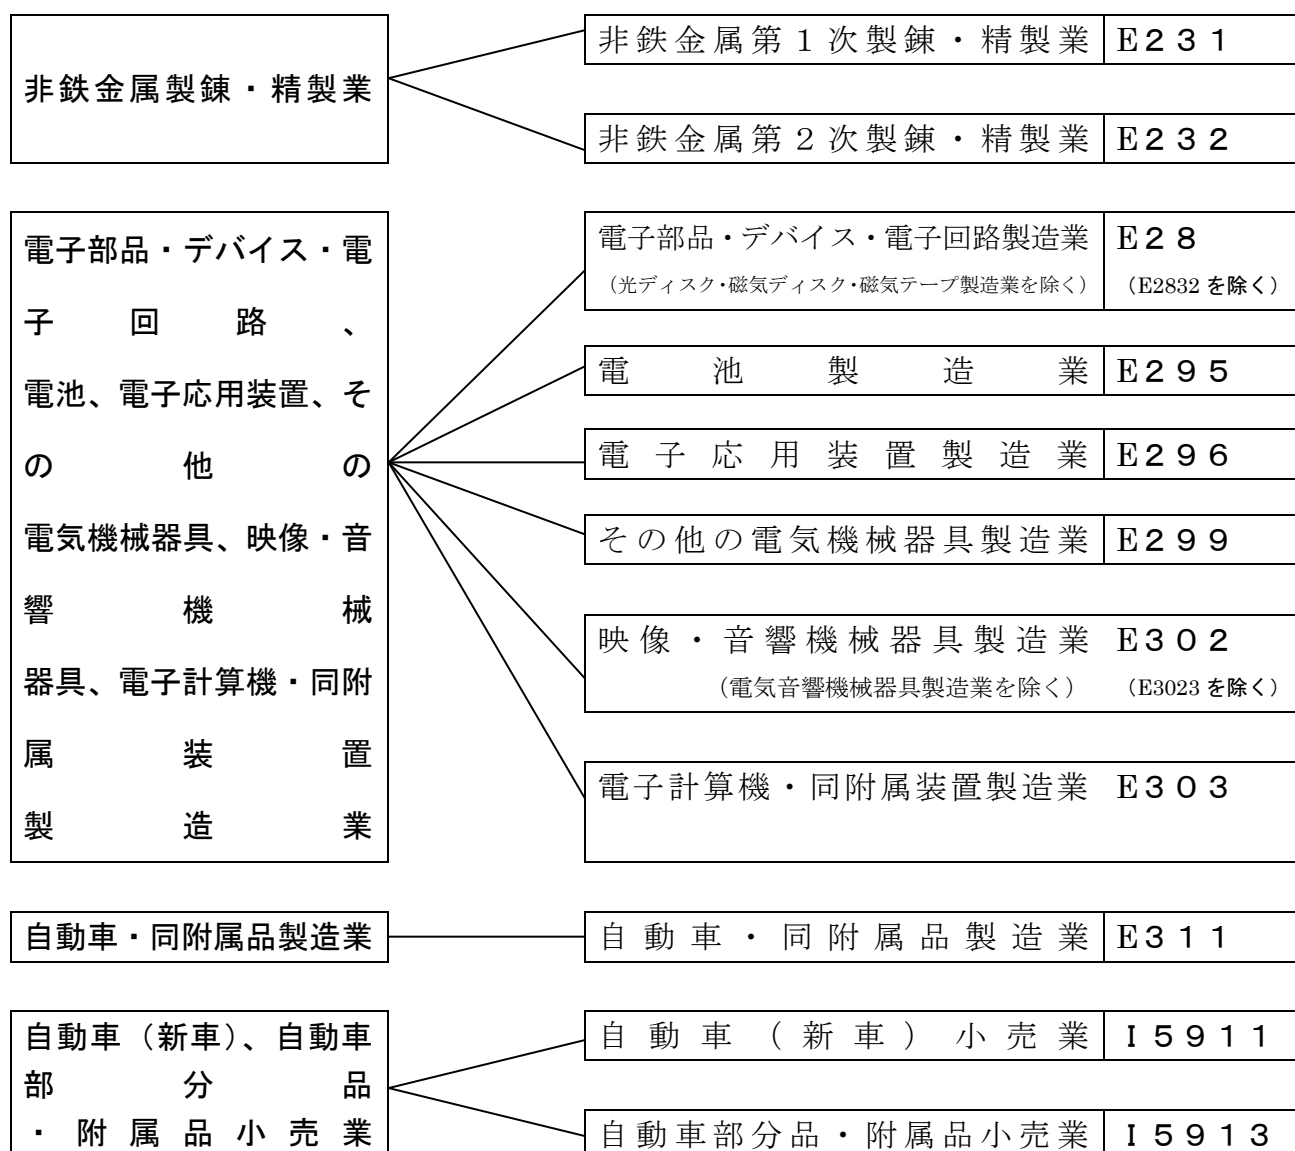 非鉄金属製錬・精製業
非鉄金属第１次製錬・精製業 E２３１
非鉄金属第２次製錬・精製業 E２３２
電子部品・デバイス・電
子回路、
電池、電子応用装置、そ
の他の
電気機械器具、映像・音
響機械
器具、電子計算機・同附
属装置
製造業
電子部品・デバイス・電子回路製造業 E２８
（光ディスク・磁気ディスク・磁気テープ製造業を除く） （E2832 を除く）
電池製造業 E２９５
電子応用装置製造業 E２９６
その他の電気機械器具製造業 E２９９
映像・音響機械器具製造業 E３０２
（電気音響機械器具製造業を除く） （E3023 を除く）
電子計算機・同附属装置製造業 E３０３
自動車・同附属品製造業
自動車・同附属品製造業 E３１１
自動車（新車）、自動車
部分品
・附属品小売業
自動車（新車）小売業 I５９１１
自動車部分品・附属品小売業 I５９１３